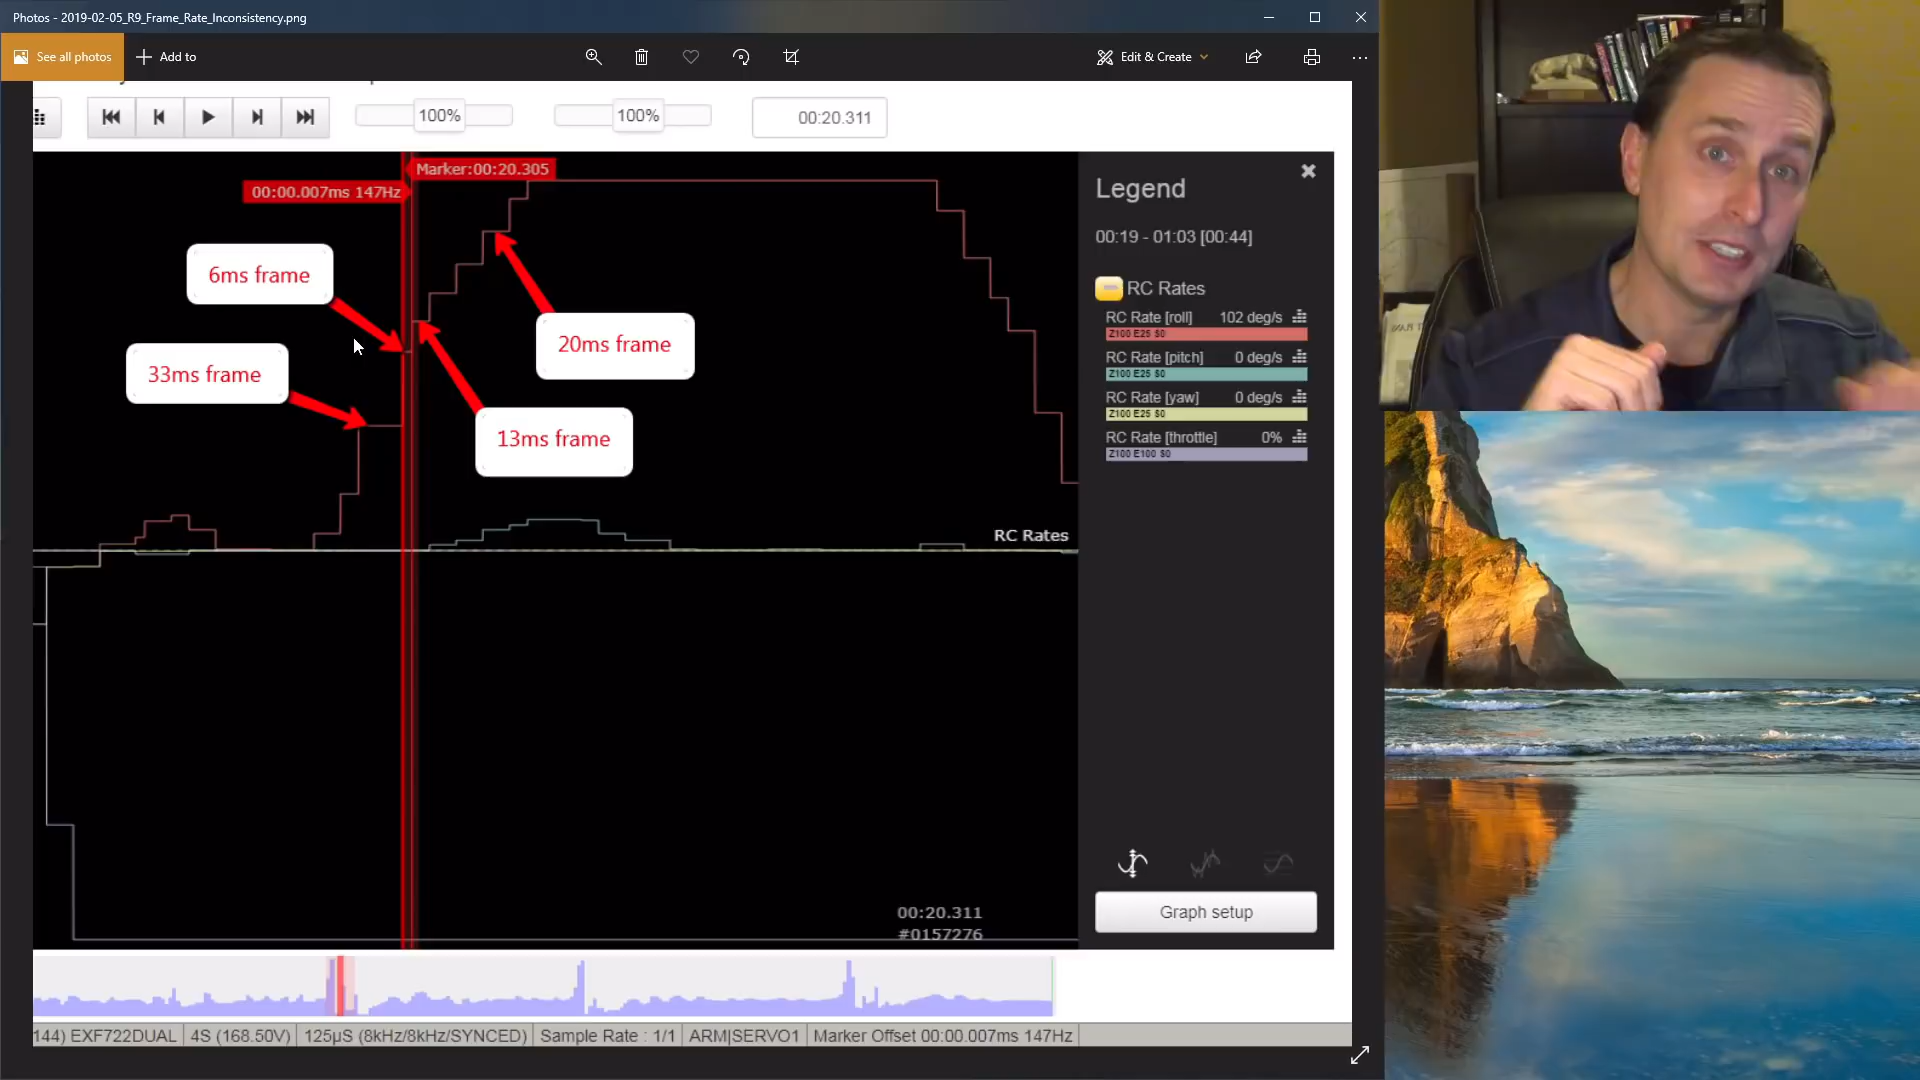 Photos - 2019-02-05_R9_Frame_Rate_Inconsistency.png
See all photos
Add to
Edit & Create
100%
100%
00:20.311
Marker:00:20.305
00:00.007ms 147Hz
6ms frame
33ms frame
20ms frame
13ms frame
RC Rates
00:20.311
#0157276
Legend
00:19 - 01:03 [00:44]
RC Rates
RC Rate [roll] 102 deg/s
Z100 E25 S0
RC Rate [pitch] 0 deg/s
Z100 E25 S0
RC Rate [yaw] 0 deg/s
Z100 E25 S0
RC Rate [throttle] 0%
Z100 E100 S0
Graph setup
144) EXF722DUAL 4S (168.50V) 125µS (8kHz/8kHz/SYNCED) Sample Rate : 1/1 ARM|SERVO1 Marker Offset 00:00.007ms 147Hz